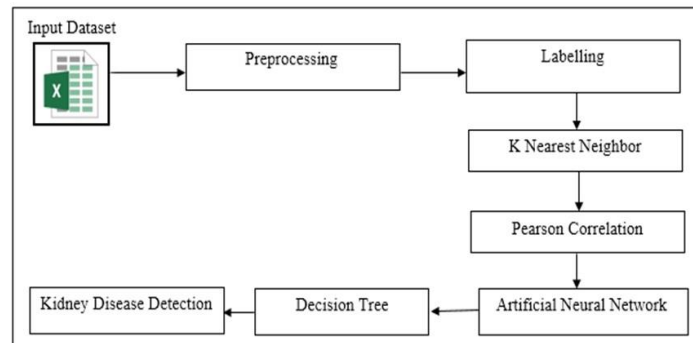 Input Dataset
X
Preprocessing
Labelling
K Nearest Neighbor
Pearson Correlation
Artificial Neural Network
Decision Tree
Kidney Disease Detection